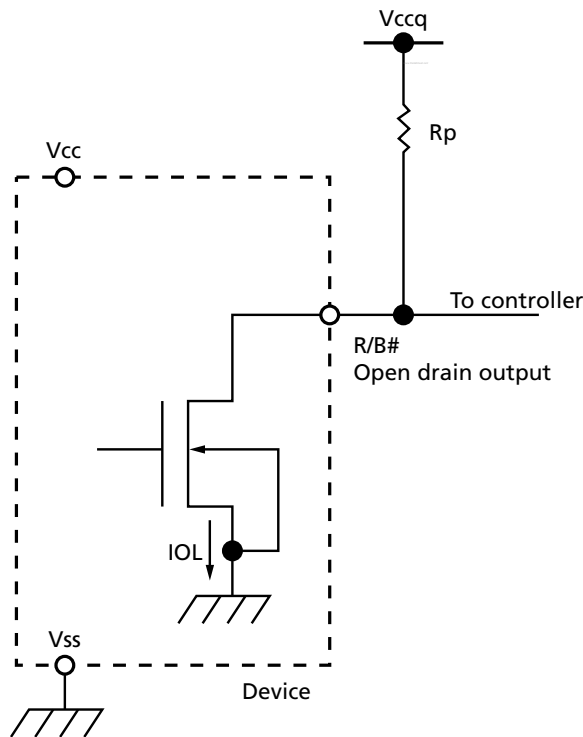 Vccq
Rp
Vcc
To controller
R/B#
Open drain output
IOL
Vss
Device